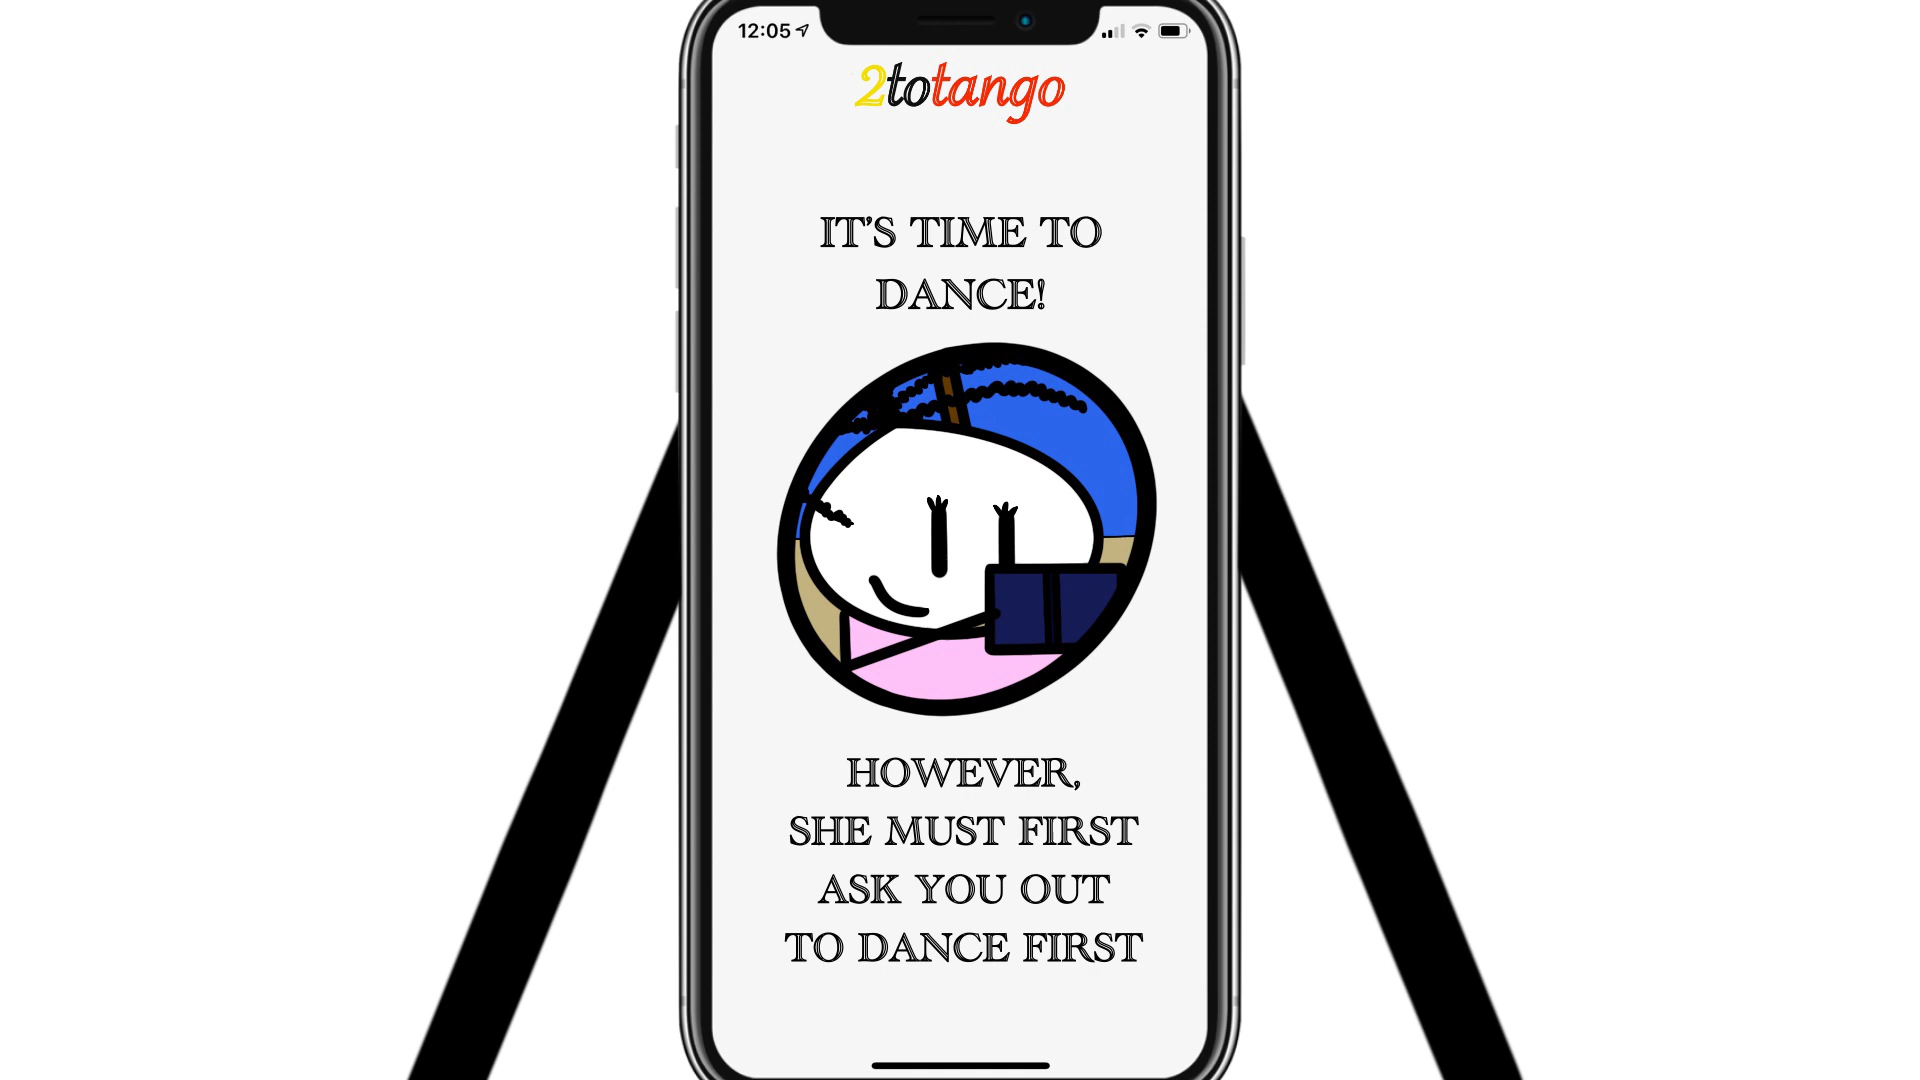 12:05
2totango
IT'S TIME TO
DANCE!
HOWEVER,
SHE MUST FIRST
ASK YOU OUT
TO DANCE FIRST